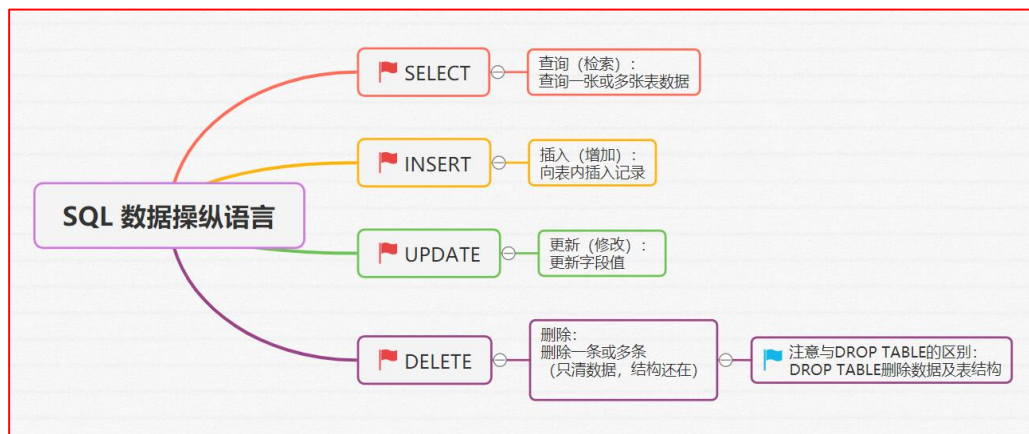 SELECT
查询（检索）:
查询一张或多张表数据
INSERT
插入（增加）:
向表内插入记录
SQL 数据操纵语言
UPDATE
更新（修改）:
更新字段值
DELETE
删除:
删除一条或多条
（只清数据，结构还在）
注意与DROP TABLE的区别:
DROP TABLE删除数据及表结构